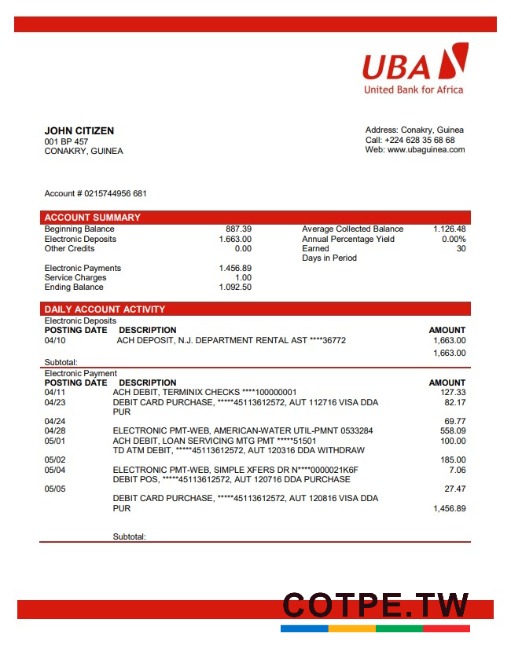 UBA
United Bank for Africa
JOHN CITIZEN
001 BP 457
CONAKRY, GUINEA
Address: Conakry, Guinea
Call: +224 628 35 68 68
Web: www.ubaguinea.com
Account # 0215744956 681
ACCOUNT SUMMARY
Beginning Balance 887.39 Average Collected Balance 1.126.48
Electronic Deposits 1.663.00 Annual Percentage Yield 0.00%
Other Credits 0.00 Earned 30
Days in Period
Electronic Payments 1.456.89
Service Charges 1.00
Ending Balance 1.092.50
DAILY ACCOUNT ACTIVITY
Electronic Deposits
POSTING DATE DESCRIPTION AMOUNT
04/10 ACH DEPOSIT, N.J. DEPARTMENT RENTAL AST ****36772 1,663.00
1,663.00
Subtotal:
Electronic Payment
POSTING DATE DESCRIPTION AMOUNT
04/11 ACH DEBIT, TERMINIX CHECKS ****100000001 127.33
04/23 DEBIT CARD PURCHASE, *****45113612572, AUT 112716 VISA DDA 82.17
PUR
04/24 69.77
04/28 ELECTRONIC PMT-WEB, AMERICAN-WATER UTIL-PMNT 0533284 558.09
05/01 ACH DEBIT, LOAN SERVICING MTG PMT *****51501 100.00
TD ATM DEBIT, *****45113612572, AUT 120316 DDA WITHDRAW
05/02 185.00
05/04 ELECTRONIC PMT-WEB, SIMPLE XFERS DR N****0000021K6F 7.06
DEBIT POS, *****45113612572, AUT 120716 DDA PURCHASE
05/05 27.47
DEBIT CARD PURCHASE, *****45113612572, AUT 120816 VISA DDA
PUR 1,456.89
Subtotal:
COTPE.TW